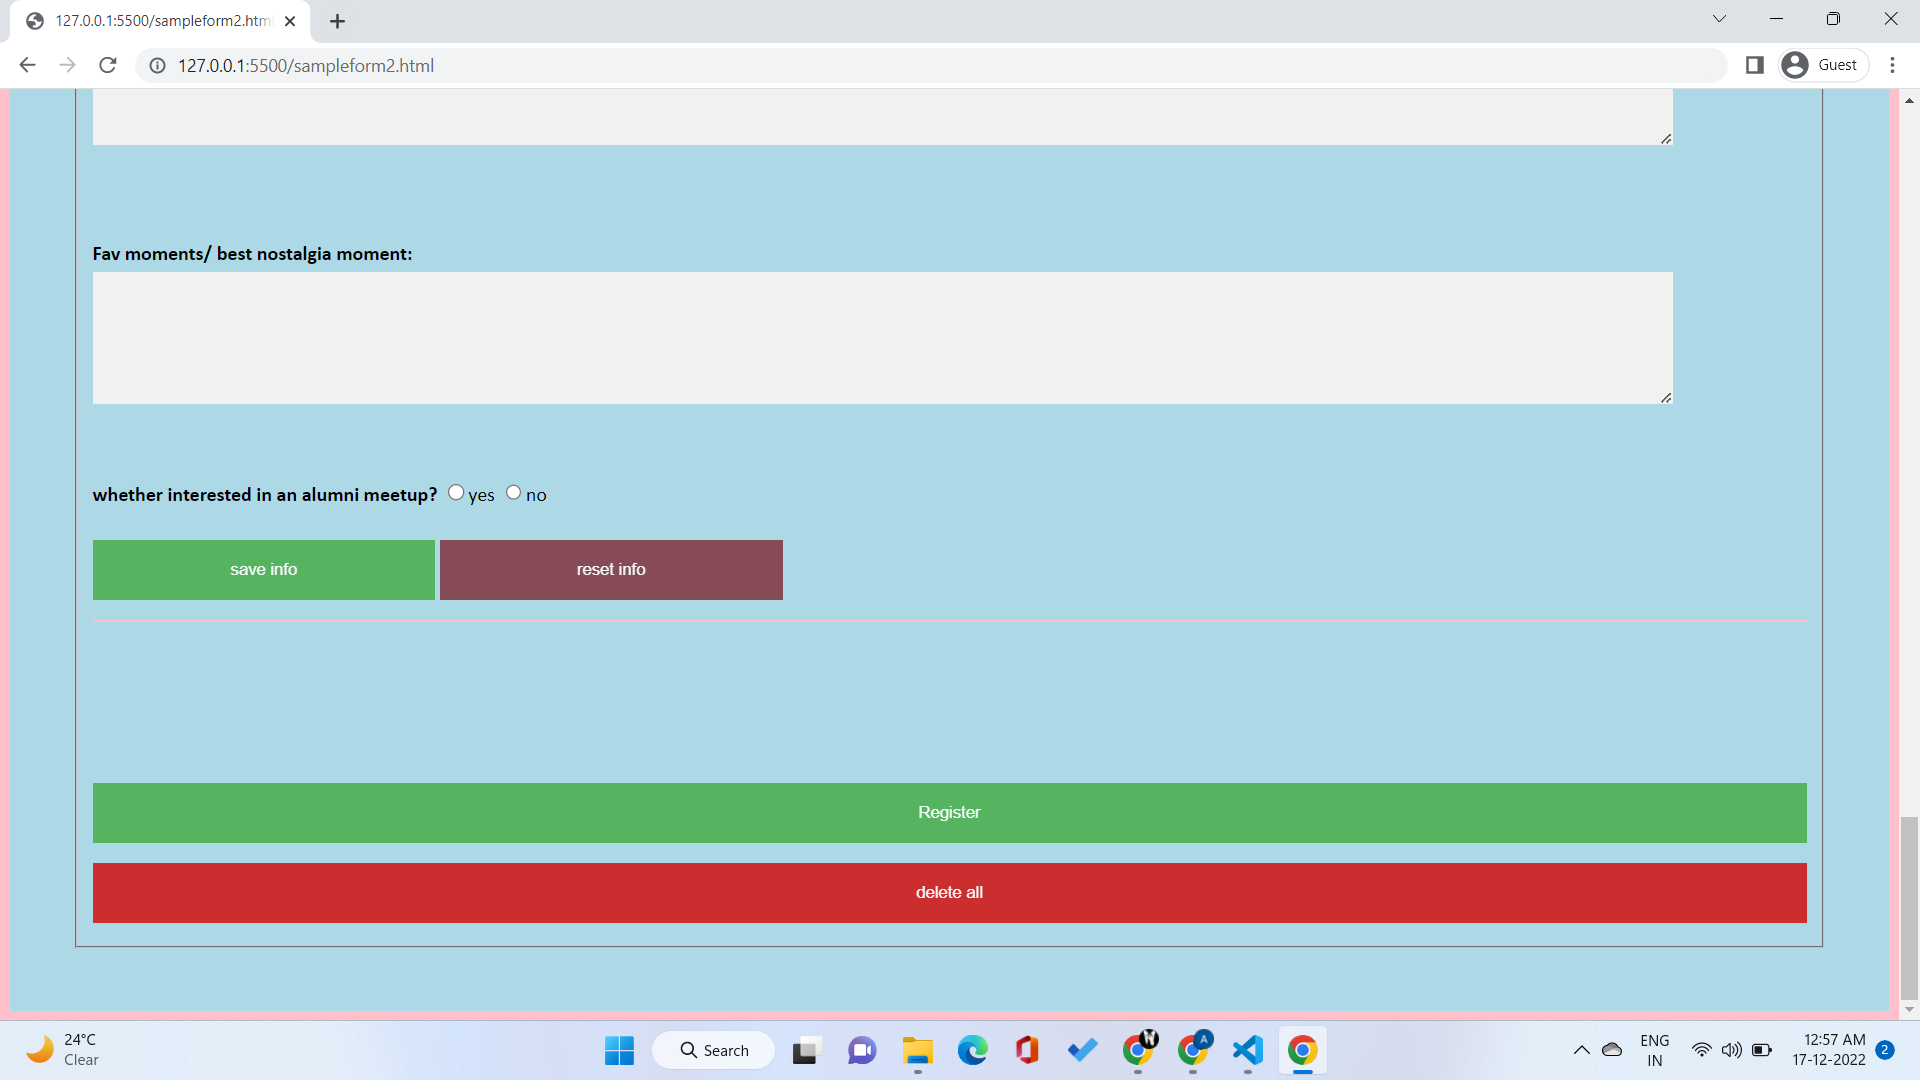 127.0.0.1:5500/sampleform2.html
127.0.0.1:5500/sampleform2.html
Guest
Fav moments/ best nostalgia moment:
whether interested in an alumni meetup? yes no
save info reset info
Register
delete all
24°C
Clear
Search
W
A
ENG
IN
12:57 AM
17-12-2022
2